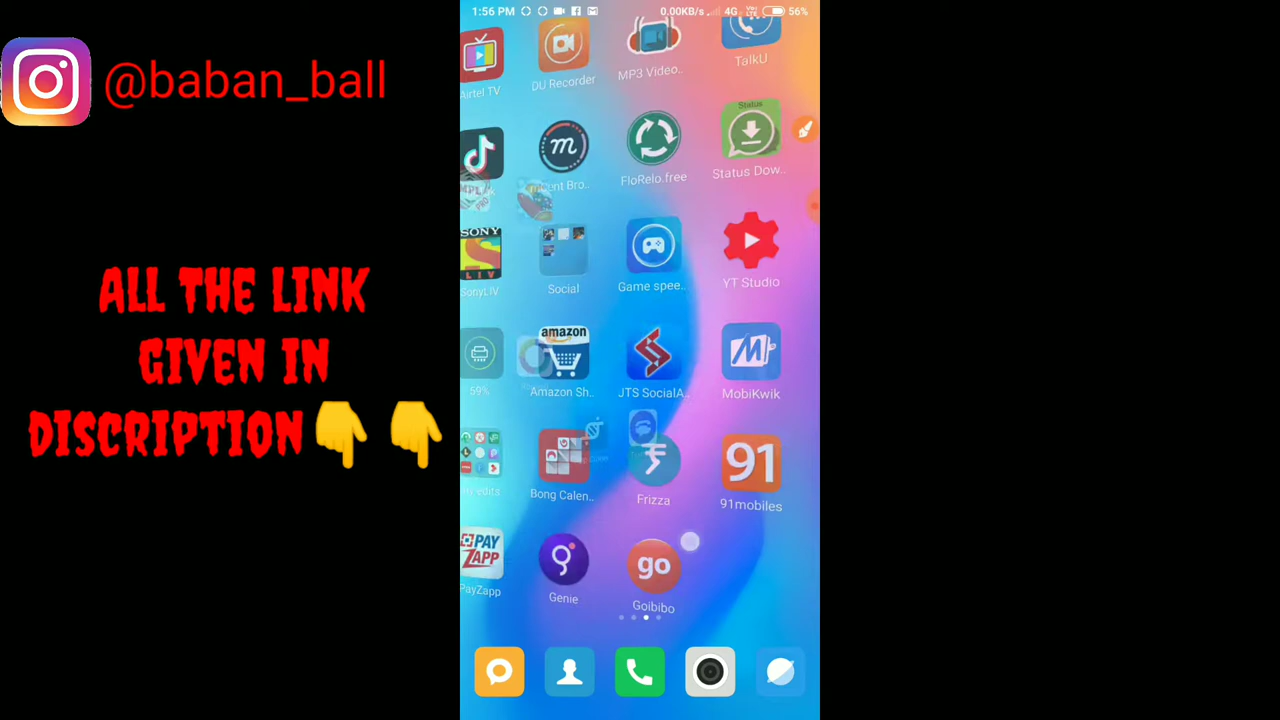 @baban_ball
ALL THE LINK
GIVEN IN
DISCRIPTION
1:56 PM
0.00KB/s
4G
VoLTE
56%
Airtel TV
DU Recorder
MP3 Video..
TalkU
Status
Status Dow..
FloRelo.free
SONY
LIV
SonyLIV
Social
Game spee..
YT Studio
amazon
59%
Amazon Sh..
JTS SocialA..
MobiKwik
Bong Calen..
Frizza
91
91mobiles
PAY
ZAPP
go
PayZapp
Genie
Goibibo